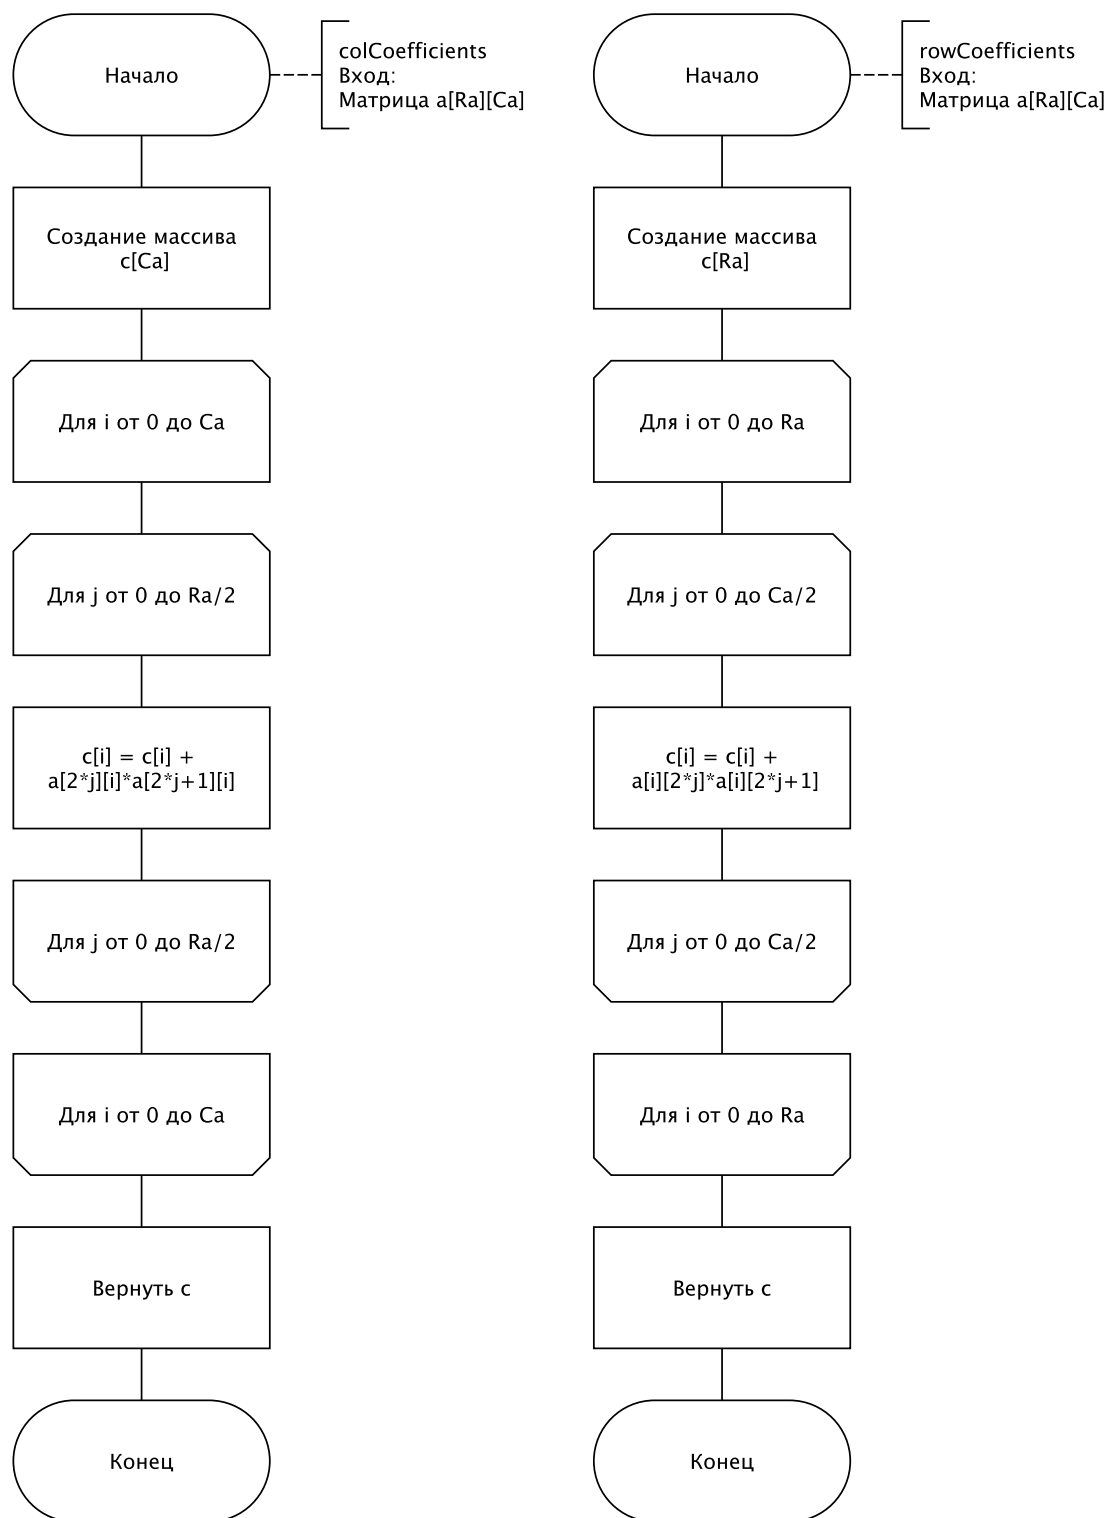 Начало
colCoefficients
Вход:
Матрица a[Ra][Ca]
Создание массива
c[Ca]
Для i от 0 до Ca
Для j от 0 до Ra/2
c[i] = c[i] +
a[2*j][i]*a[2*j+1][i]
Для j от 0 до Ra/2
Для i от 0 до Ca
Вернуть c
Конец
Начало
rowCoefficients
Вход:
Матрица a[Ra][Ca]
Создание массива
c[Ra]
Для i от 0 до Ra
Для j от 0 до Ca/2
c[i] = c[i] +
a[i][2*j]*a[i][2*j+1]
Для j от 0 до Ca/2
Для i от 0 до Ra
Вернуть c
Конец